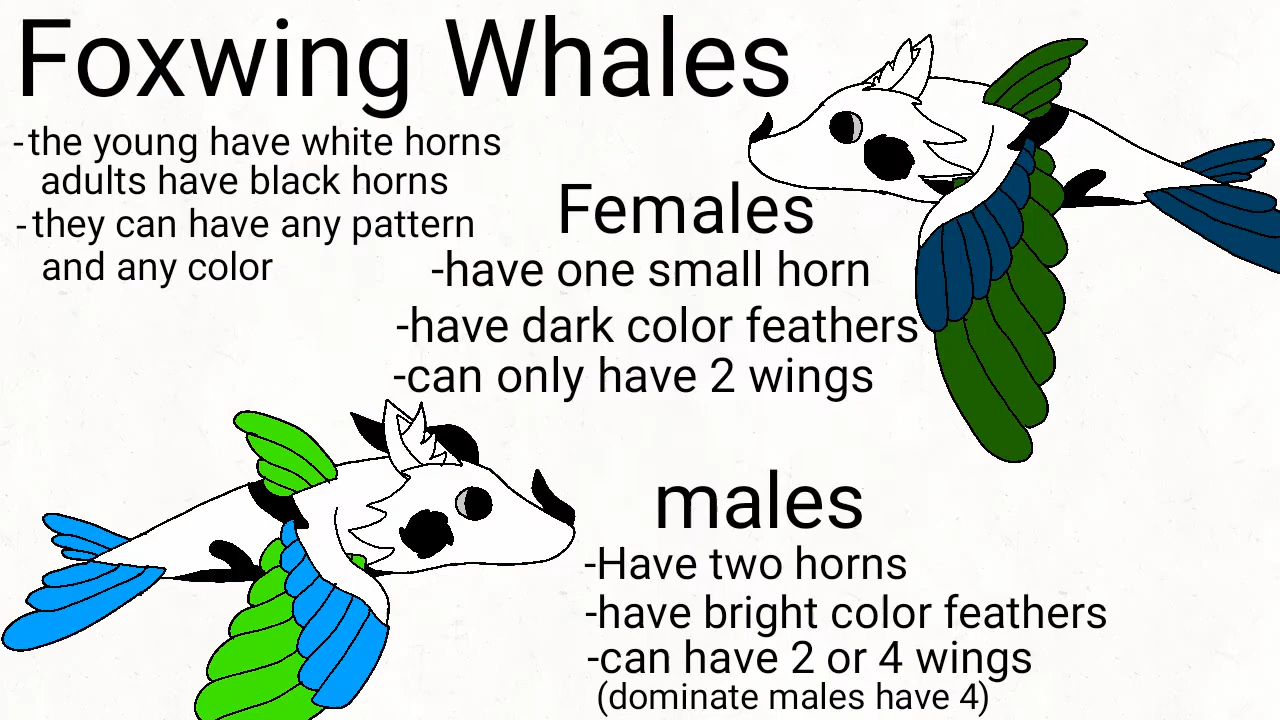 Foxwing Whales
-the young have white horns
adults have black horns
-they can have any pattern
and any color
Females
-have one small horn
-have dark color feathers
-can only have 2 wings
males
-Have two horns
-have bright color feathers
-can have 2 or 4 wings
(dominate males have 4)